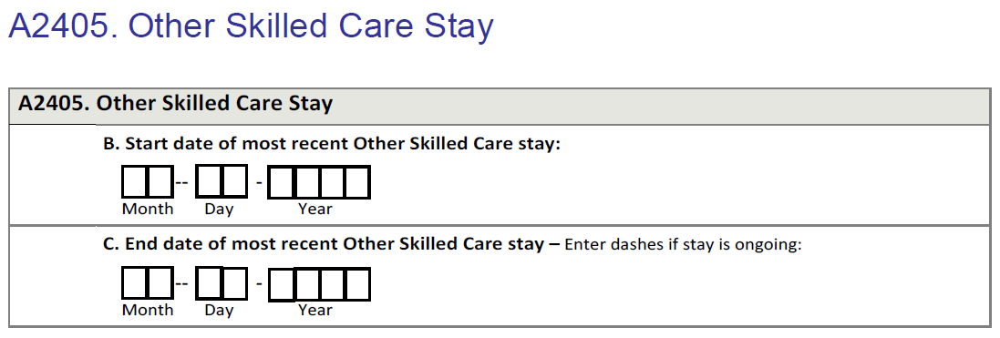 A2405. Other Skilled Care Stay
A2405. Other Skilled Care Stay
B. Start date of most recent Other Skilled Care stay:
-- -
Month Day Year
C. End date of most recent Other Skilled Care stay – Enter dashes if stay is ongoing:
-- -
Month Day Year